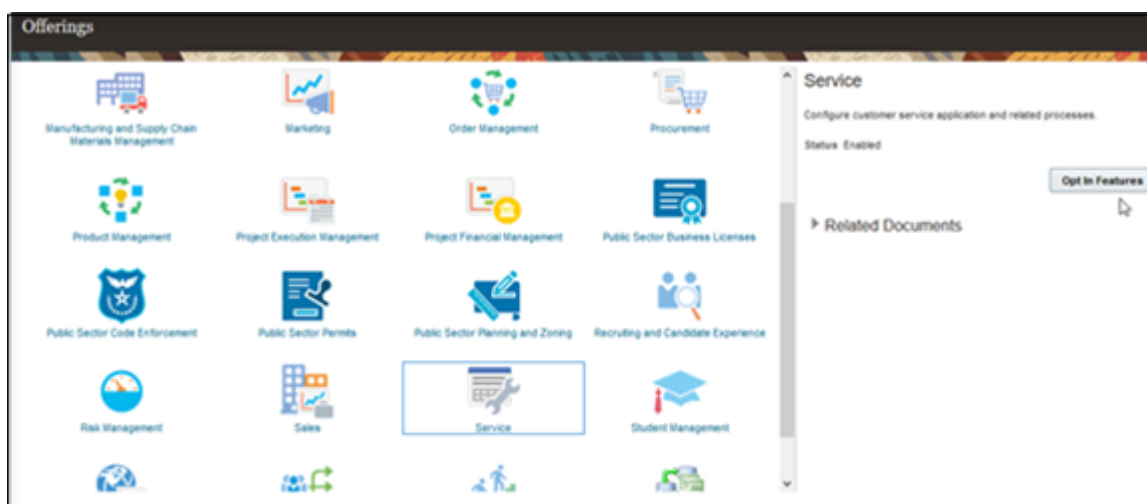 Offerings
Manufacturing and Supply Chain
Materials Management
Marketing
Order Management
Procurement
Product Management
Project Execution Management
Project Financial Management
Public Sector Business Licenses
Public Sector Code Enforcement
Public Sector Permits
Public Sector Planning and Zoning
Recruiting and Candidate Experience
Risk Management
Sales
Service
Student Management
Service
Configure customer service application and related processes.
Status Enabled
Opt In Features
Related Documents